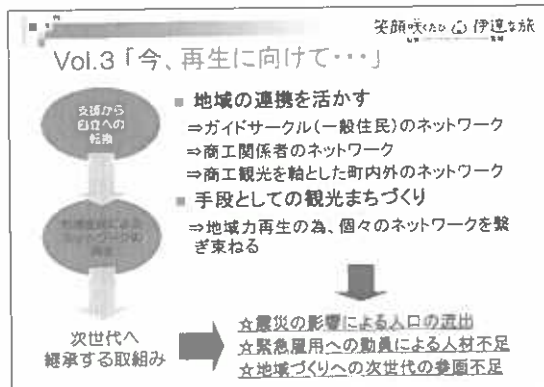 笑顔咲くたび 伊達な旅
Vol.3「今、再生に向けて・・・」
支援から
自立への
転換
■ 地域の連携を活かす
⇒ガイドサークル(一般住民)のネットワーク
⇒商工関係者のネットワーク
⇒商工観光を軸とした町内外のネットワーク
■ 手段としての観光まちづくり
⇒地域力再生の為、個々のネットワークを繋
ぎ束ねる
ネットワークの
次世代へ
継承する取組み
☆震災の影響による人口の流出
☆緊急雇用への動員による人材不足
☆地域づくりへの次世代の参画不足